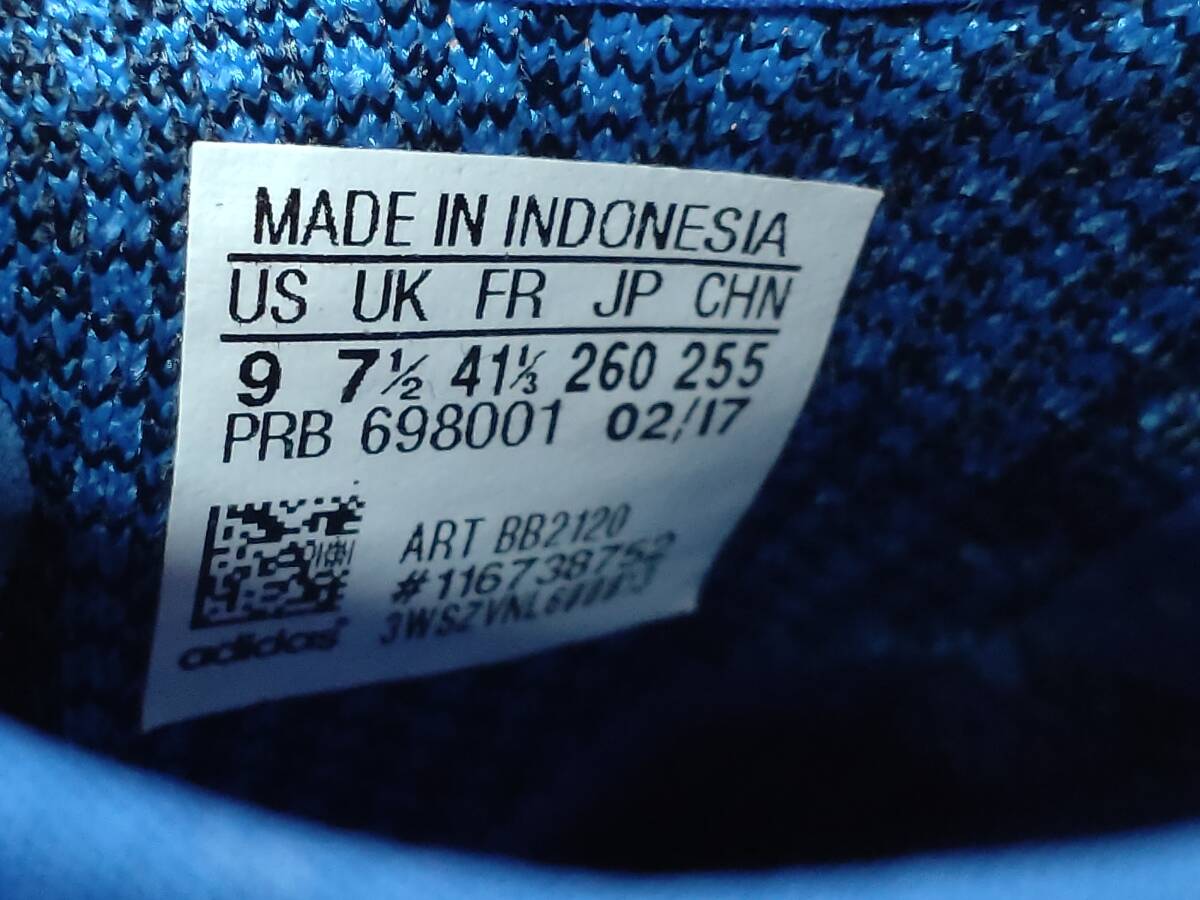 MADE IN INDONESIA
US UK FR JP CHN
9 7½ 41⅓ 260 255
PRB 698001 02/17
ART BB2120
#116738752
adidas